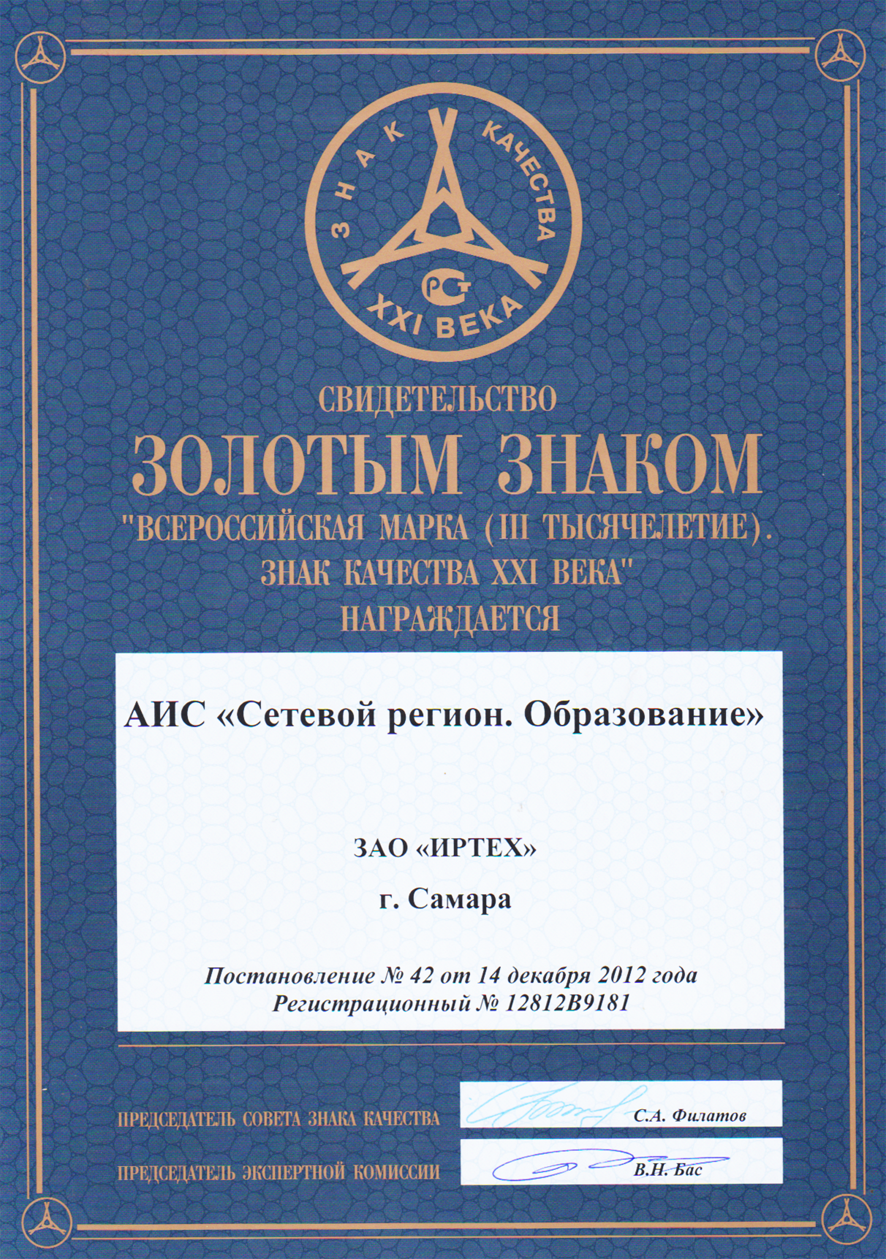 ЗНАК КАЧЕСТВА
XXI ВЕКА
РСТ
СВИДЕТЕЛЬСТВО
ЗОЛОТЫМ ЗНАКОМ
"ВСЕРОССИЙСКАЯ МАРКА (III ТЫСЯЧЕЛЕТИЕ).
ЗНАК КАЧЕСТВА XXI ВЕКА"
НАГРАЖДАЕТСЯ
АИС «Сетевой регион. Образование»
ЗАО «ИРТЕХ»
г. Самара
Постановление № 42 от 14 декабря 2012 года
Регистрационный № 12812В9181
ПРЕДСЕДАТЕЛЬ СОВЕТА ЗНАКА КАЧЕСТВА
С.А. Филатов
ПРЕДСЕДАТЕЛЬ ЭКСПЕРТНОЙ КОМИССИИ
В.Н. Бас